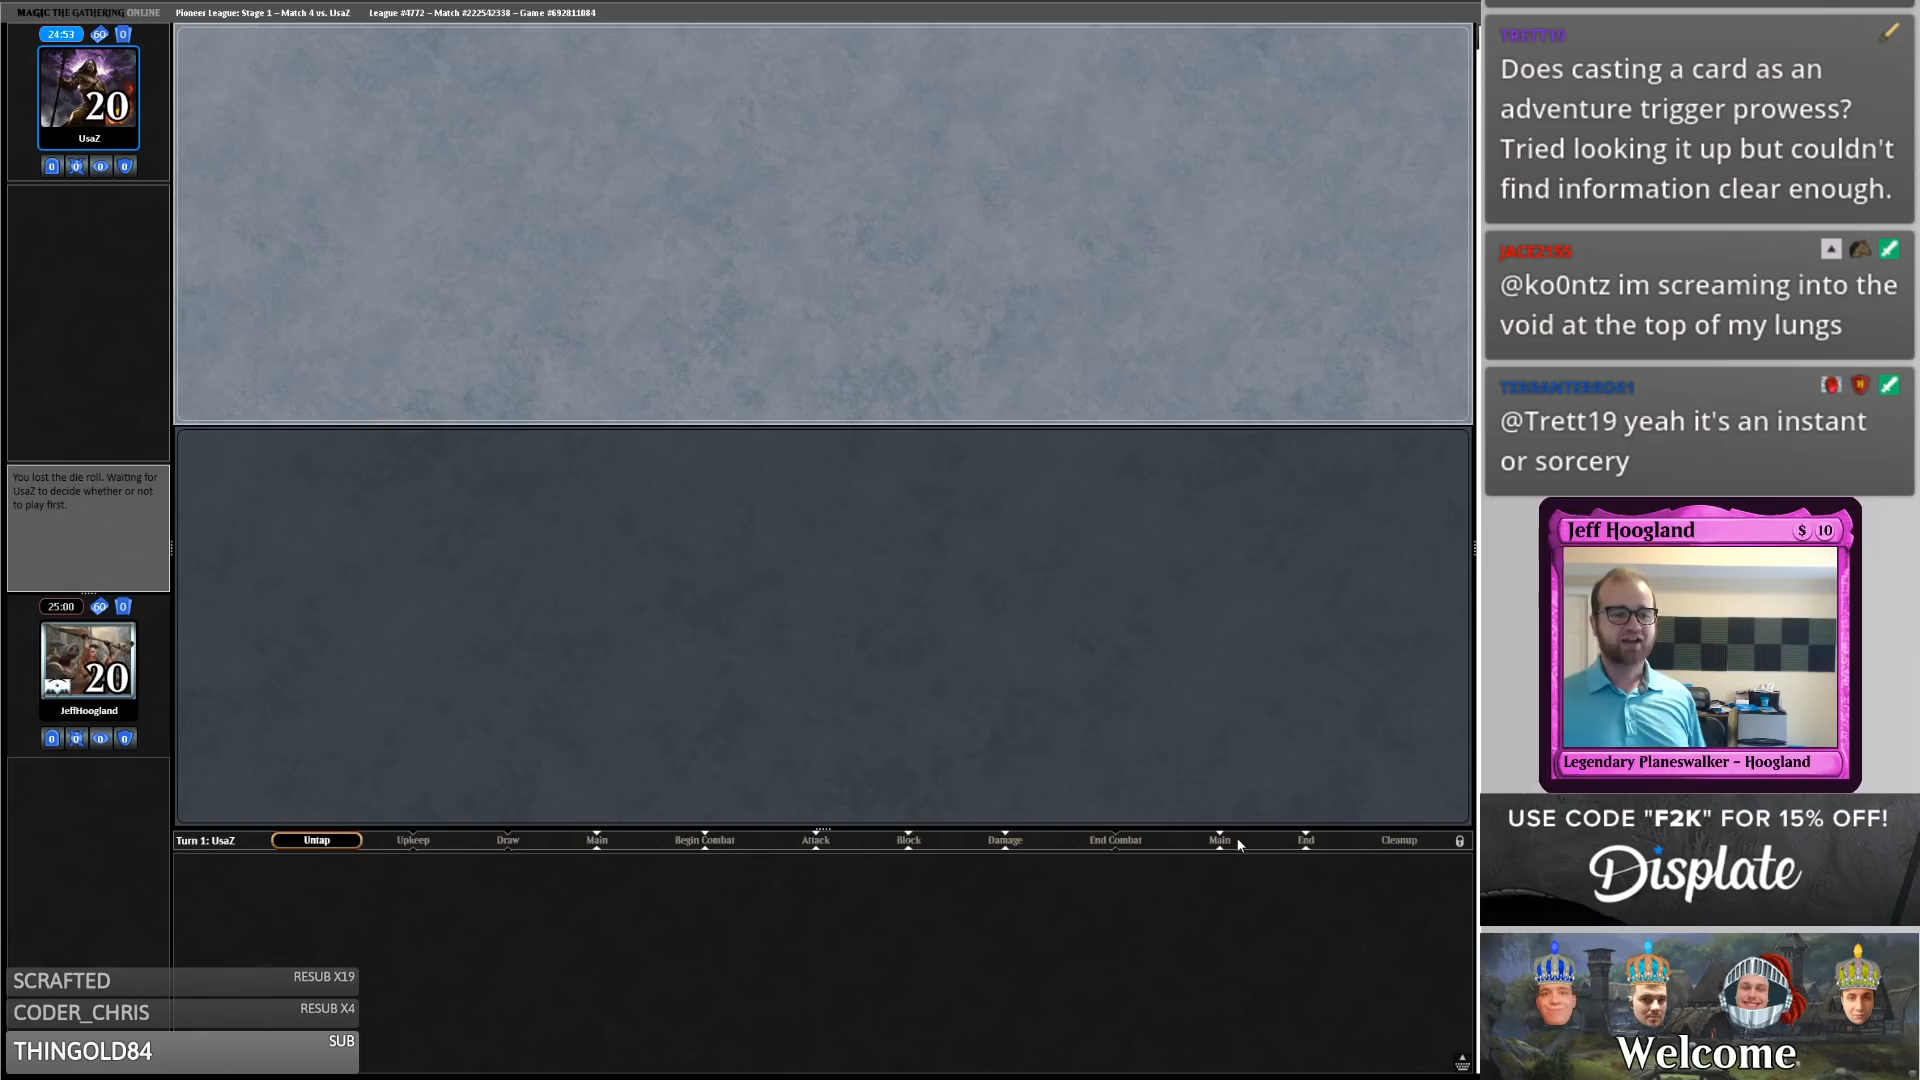 MAGIC THE GATHERING ONLINE
Pioneer League: Stage 1 – Match 4 vs. UsaZ
League #4772 – Match #222542338 – Game #692811084
24:53
60
0
20
UsaZ
0
0
0
0
You lost the die roll. Waiting for
UsaZ to decide whether or not
to play first.
25:00
60
0
20
JeffHoogland
0
0
0
0
Turn 1: UsaZ
Untap
Upkeep
Draw
Main
Begin Combat
Attack
Block
Damage
End Combat
Main
End
Cleanup
SCRAFTED
RESUB X19
CODER_CHRIS
RESUB X4
THINGOLD84
SUB
TRETT19
Does casting a card as an
adventure trigger prowess?
Tried looking it up but couldn't
find information clear enough.
JACE2155
@ko0ntz im screaming into the
void at the top of my lungs
TERRANTERROR1
@Trett19 yeah it's an instant
or sorcery
Jeff Hoogland
$ 10
Legendary Planeswalker – Hoogland
USE CODE "F2K" FOR 15% OFF!
Displate
Welcome